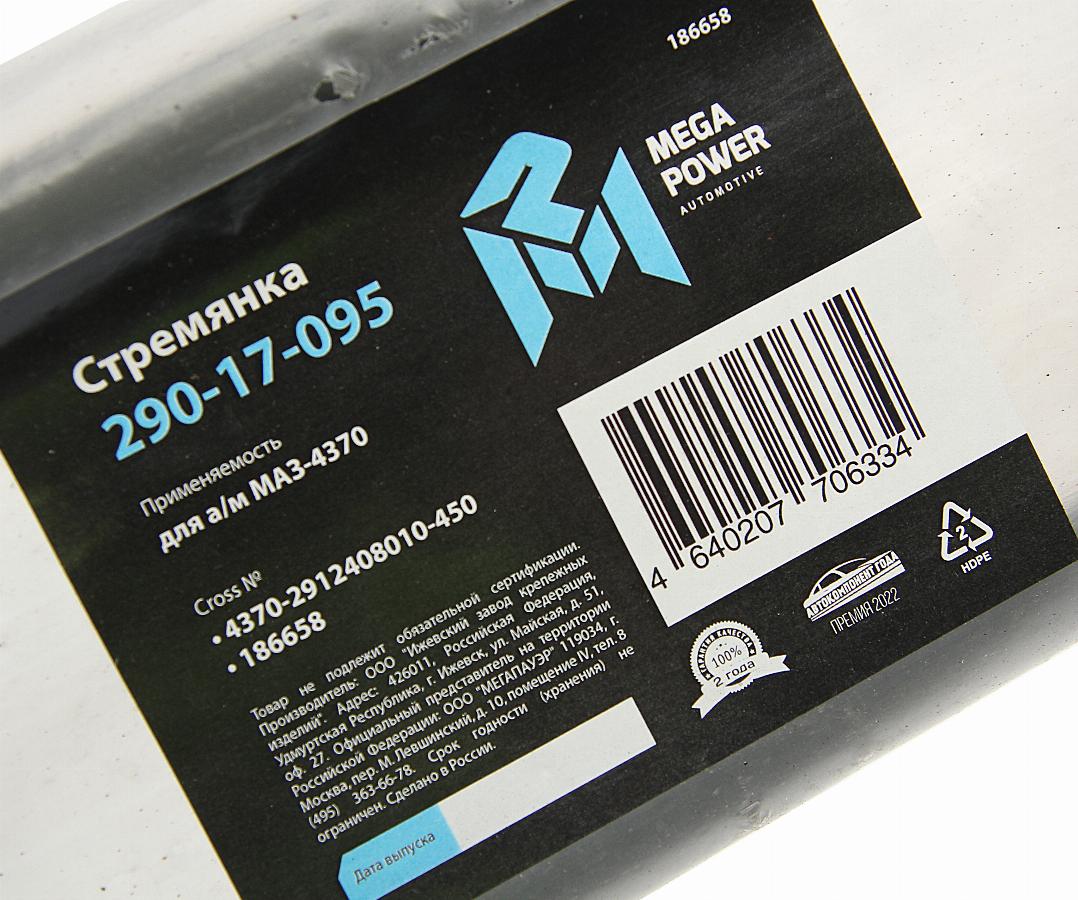 186658
MEGA
POWER
AUTOMOTIVE
Стремянка
290-17-095
Применяемость
для а/м МАЗ-4370
Cross №
• 4370-2912408010-450
• 186658
Товар не подлежит обязательной сертификации.
Производитель: ООО "Ижевский завод крепежных
изделий". Адрес: 426011, Российская Федерация,
Удмуртская Республика, г. Ижевск, ул. Майская, д. 51,
оф. 27. Официальный представитель на территории
Российской Федерации: ООО "МЕГАПАУЭР" 119034, г.
Москва, пер. М. Левшинский, д. 10, помещение IV, тел. 8
(495) 363-66-78. Срок годности (хранения) не
ограничен. Сделано в России.
Дата выпуска
4 640207 706334
ГАРАНТИЯ КАЧЕСТВА
100%
2 года
АВТОКОМПОНЕНТ ГОДА
ПРЕМИЯ 2022
2
HDPE